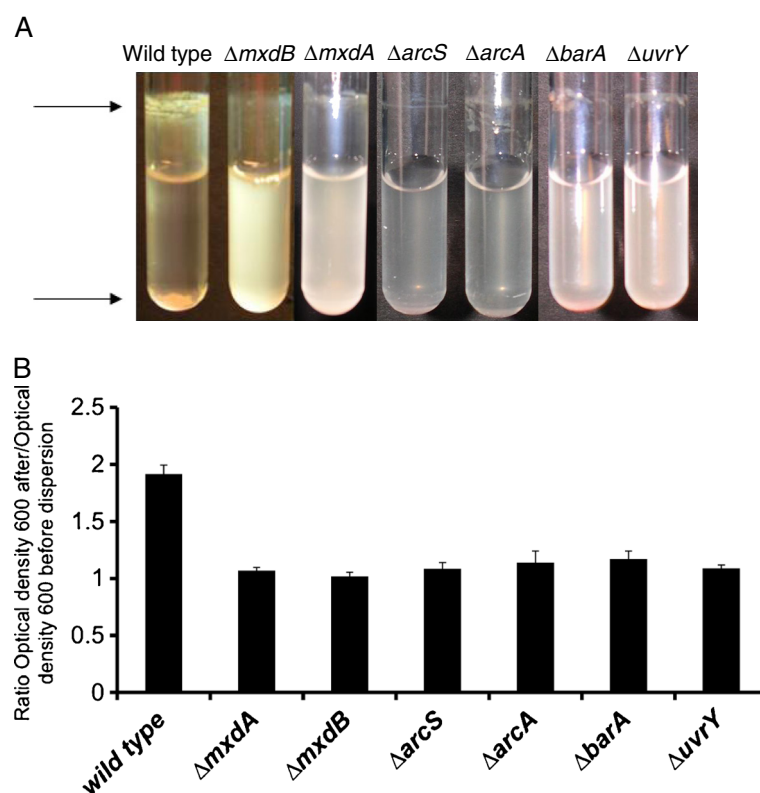 A
Wild type ΔmxdB ΔmxdA ΔarcS ΔarcA ΔbarA ΔuvrY
B
Ratio Optical density 600 after/Optical
density 600 before dispersion
2.5
2
1.5
1
0.5
0
wild type ΔmxdA ΔmxdB ΔarcS ΔarcA ΔbarA ΔuvrY